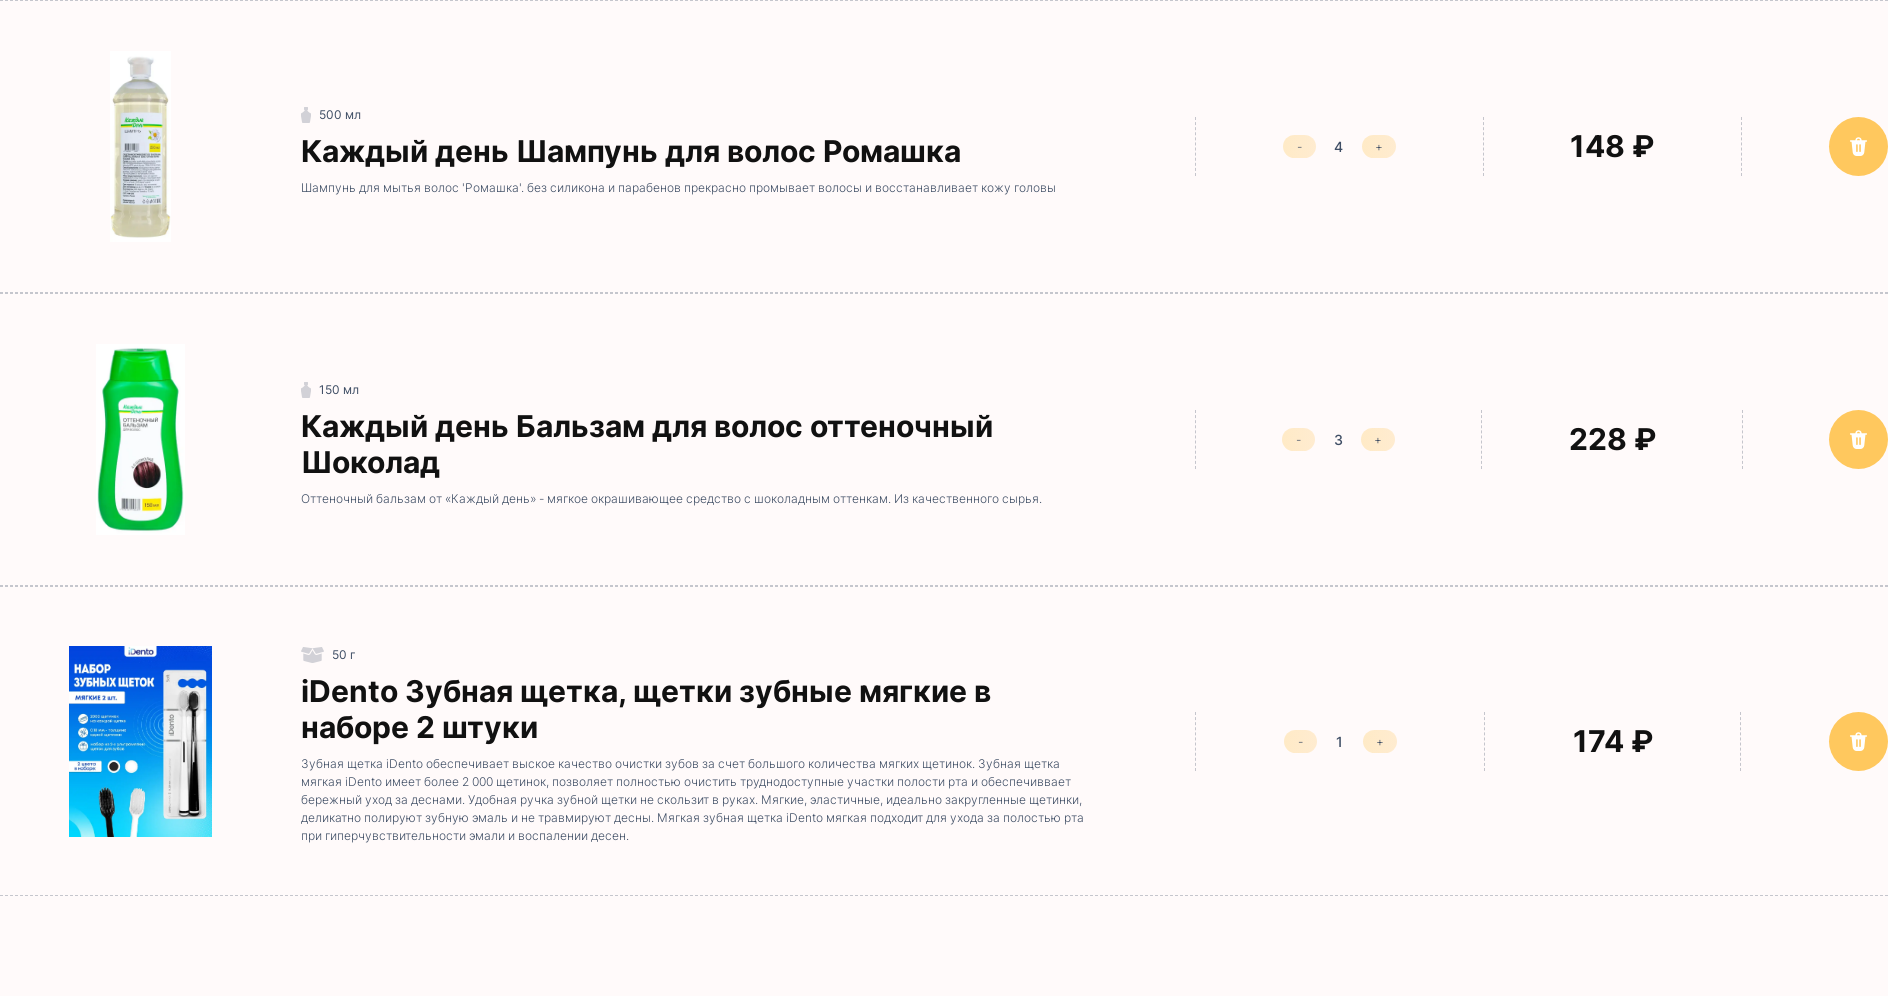 500 мл
Каждый день Шампунь для волос Ромашка
Шампунь для мытья волос 'Ромашка'. без силикона и парабенов прекрасно промывает волосы и восстанавливает кожу головы
- 4 +
148 ₽
150 мл
Каждый день Бальзам для волос оттеночный
Шоколад
Оттеночный бальзам от «Каждый день» - мягкое окрашивающее средство с шоколадным оттенкам. Из качественного сырья.
- 3 +
228 ₽
ОТТЕНОЧНЫЙ
БАЛЬЗАМ
iDento
НАБОР
ЗУБНЫХ ЩЕТОК
МЯГКИЕ 2 шт.
2 цвета
в наборе
iDento
50 г
iDento Зубная щетка, щетки зубные мягкие в
наборе 2 штуки
Зубная щетка iDento обеспечивает выское качество очистки зубов за счет большого количества мягких щетинок. Зубная щетка
мягкая iDento имеет более 2 000 щетинок, позволяет полностью очистить труднодоступные участки полости рта и обеспечиввает
бережный уход за деснами. Удобная ручка зубной щетки не скользит в руках. Мягкие, эластичные, идеально закругленные щетинки,
деликатно полируют зубную эмаль и не травмируют десны. Мягкая зубная щетка iDento мягкая подходит для ухода за полостью рта
при гиперчувствительности эмали и воспалении десен.
- 1 +
174 ₽